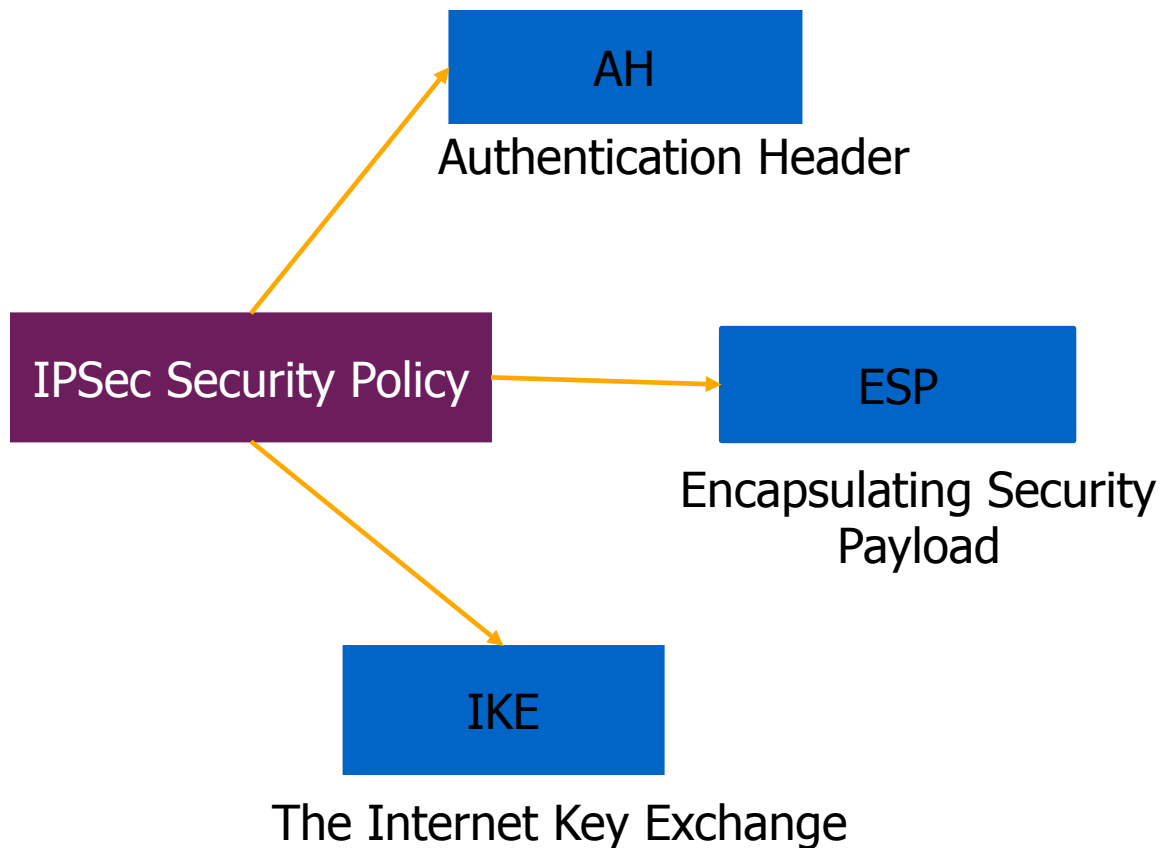 AH
Authentication Header
IPSec Security Policy
ESP
Encapsulating Security
Payload
IKE
The Internet Key Exchange